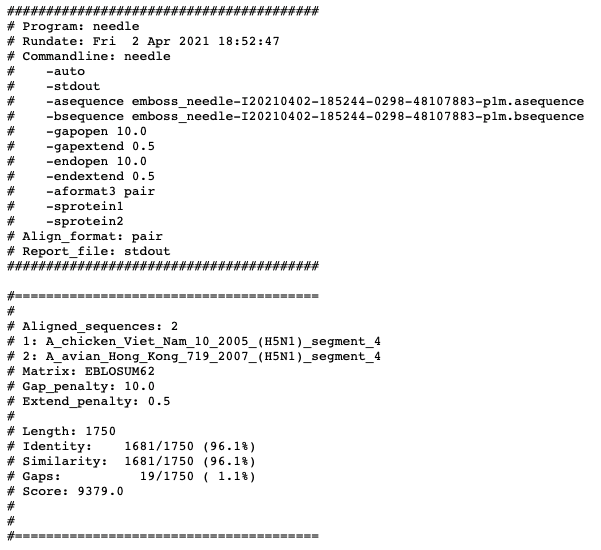 ########################################
# Program: needle
# Rundate: Fri  2 Apr 2021 18:52:47
# Commandline: needle
#    -auto
#    -stdout
#    -asequence emboss_needle-I20210402-185244-0298-48107883-p1m.asequence
#    -bsequence emboss_needle-I20210402-185244-0298-48107883-p1m.bsequence
#    -gapopen 10.0
#    -gapextend 0.5
#    -endopen 10.0
#    -endextend 0.5
#    -aformat3 pair
#    -sprotein1
#    -sprotein2
# Align_format: pair
# Report_file: stdout
########################################
#=======================================
#
# Aligned_sequences: 2
# 1: A_chicken_Viet_Nam_10_2005_(H5N1)_segment_4
# 2: A_avian_Hong_Kong_719_2007_(H5N1)_segment_4
# Matrix: EBLOSUM62
# Gap_penalty: 10.0
# Extend_penalty: 0.5
#
# Length: 1750
# Identity:    1681/1750 (96.1%)
# Similarity:  1681/1750 (96.1%)
# Gaps:          19/1750 ( 1.1%)
# Score: 9379.0
#
#
#=======================================